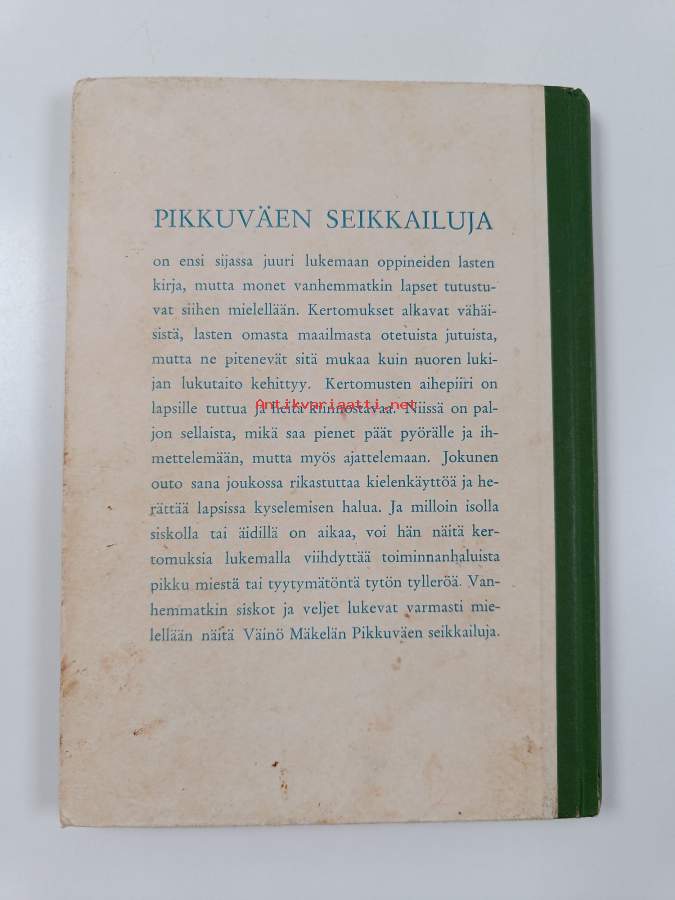 PIKKUVÄEN SEIKKAILUJA
on ensi sijassa juuri lukemaan oppineiden lasten
kirja, mutta monet vanhemmatkin lapset tutustu-
vat siihen mielellään. Kertomukset alkavat vähäi-
sistä, lasten omasta maailmasta otetuista jutuista,
mutta ne pitenevät sitä mukaa kuin nuoren luki-
jan lukutaito kehittyy. Kertomusten aihepiiri on
lapsille tuttua ja heitä kiinnostavaa. Niissä on pal-
Antikvariaatti.net
jon sellaista, mikä saa pienet päät pyörälle ja ih-
mettelemään, mutta myös ajattelemaan. Jokunen
outo sana joukossa rikastuttaa kielenkäyttöä ja he-
rättää lapsissa kyselemisen halua. Ja milloin isolla
siskolla tai äidillä on aikaa, voi hän näitä ker-
tomuksia lukemalla viihdyttää toiminnanhaluista
pikku miestä tai tyytymätöntä tytön tylleröä. Van-
hemmatkin siskot ja veljet lukevat varmasti mie-
lellään näitä Väinö Mäkelän Pikkuväen seikkailuja.